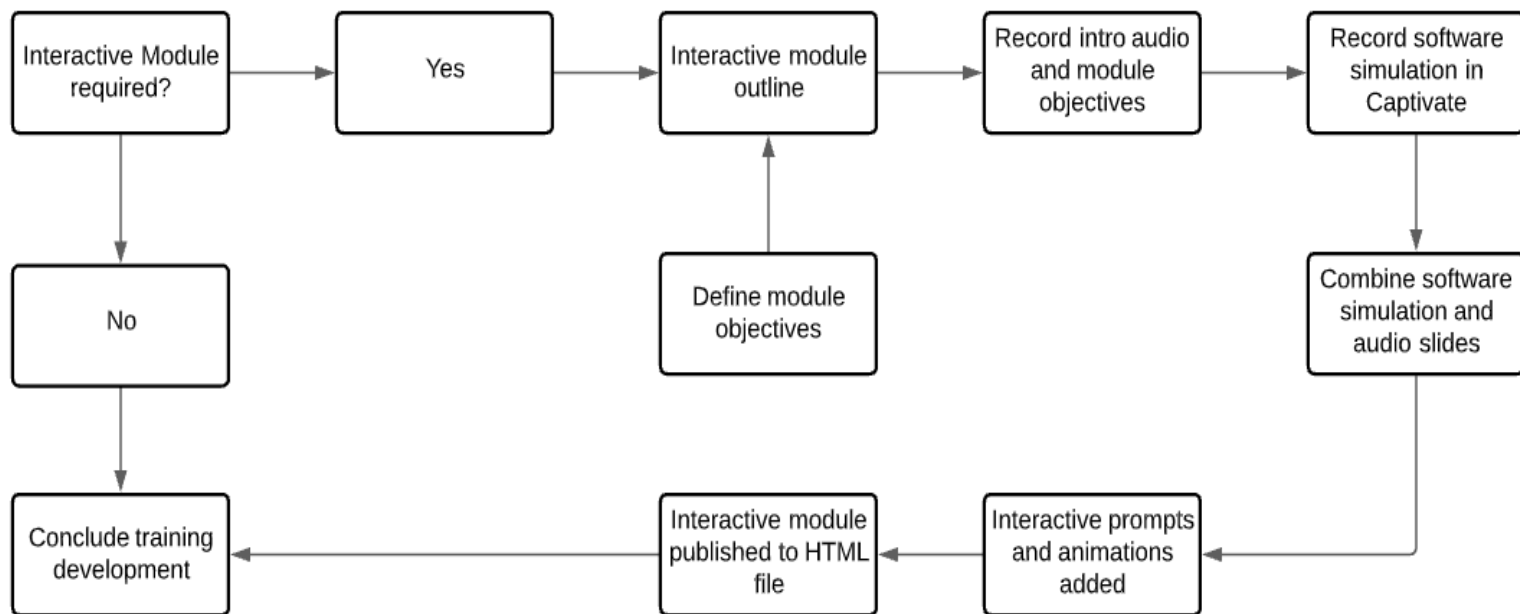 Interactive Module
required?
Yes
Interactive module
outline
Record intro audio
and module
objectives
Record software
simulation in
Captivate
No
Define module
objectives
Combine software
simulation and
audio slides
Conclude training
development
Interactive module
published to HTML
file
Interactive prompts
and animations
added